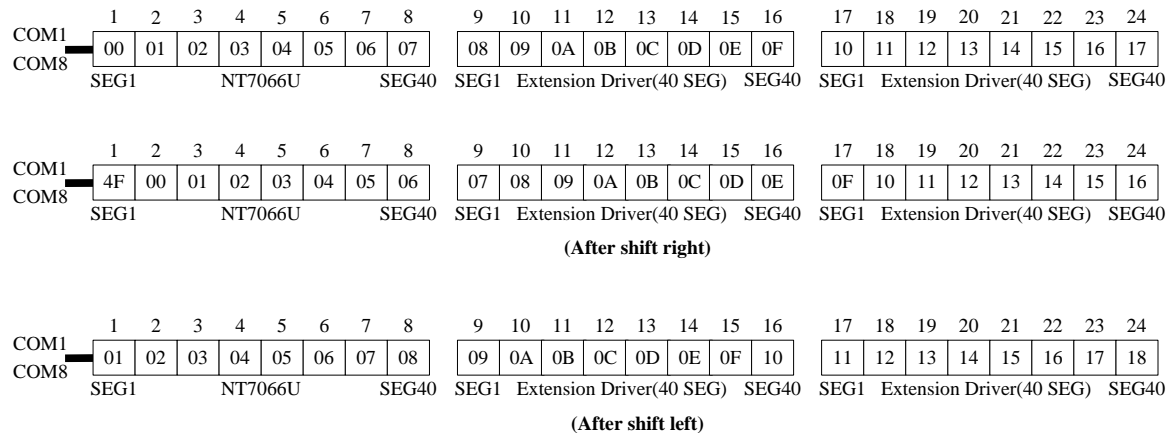 1 2 3 4 5 6 7 8 9 10 11 12 13 14 15 16 17 18 19 20 21 22 23 24
COM1
00 01 02 03 04 05 06 07 08 09 0A 0B 0C 0D 0E 0F 10 11 12 13 14 15 16 17
COM8
SEG1 NT7066U SEG40 SEG1 Extension Driver(40 SEG) SEG40 SEG1 Extension Driver(40 SEG) SEG40
1 2 3 4 5 6 7 8 9 10 11 12 13 14 15 16 17 18 19 20 21 22 23 24
COM1
4F 00 01 02 03 04 05 06 07 08 09 0A 0B 0C 0D 0E 0F 10 11 12 13 14 15 16
COM8
SEG1 NT7066U SEG40 SEG1 Extension Driver(40 SEG) SEG40 SEG1 Extension Driver(40 SEG) SEG40
(After shift right)
1 2 3 4 5 6 7 8 9 10 11 12 13 14 15 16 17 18 19 20 21 22 23 24
COM1
01 02 03 04 05 06 07 08 09 0A 0B 0C 0D 0E 0F 10 11 12 13 14 15 16 17 18
COM8
SEG1 NT7066U SEG40 SEG1 Extension Driver(40 SEG) SEG40 SEG1 Extension Driver(40 SEG) SEG40
(After shift left)